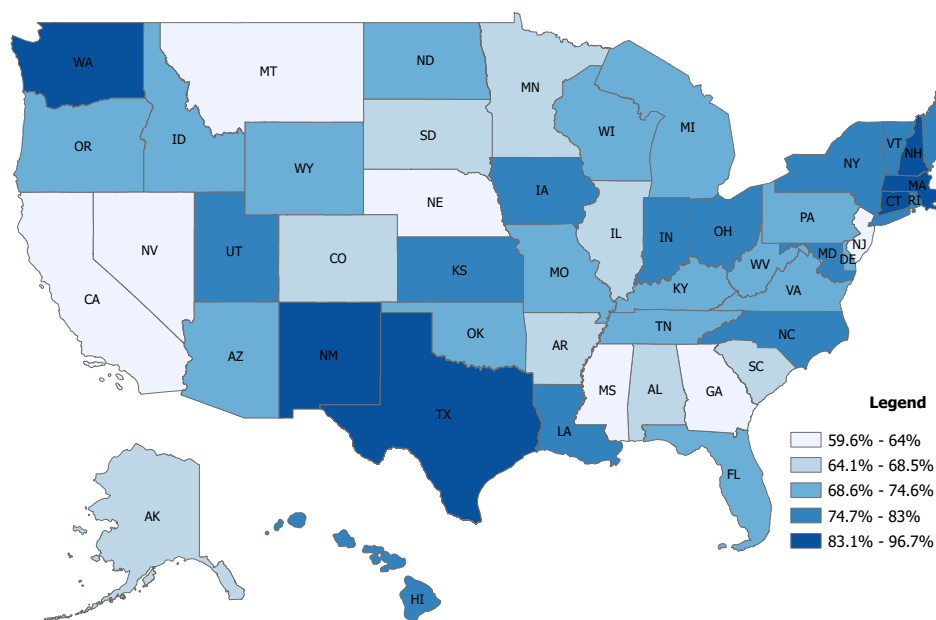 WA
MT
ND
MN
OR
ID
SD
WI
MI
VT
NH
NY
WY
MA
CT
RI
NE
IA
PA
NV
UT
CO
IL
IN
OH
NJ
MD
DE
CA
KS
MO
WV
KY
VA
AZ
NM
OK
TN
NC
AR
SC
TX
MS
AL
GA
LA
FL
AK
HI
Legend
59.6% - 64%
64.1% - 68.5%
68.6% - 74.6%
74.7% - 83%
83.1% - 96.7%